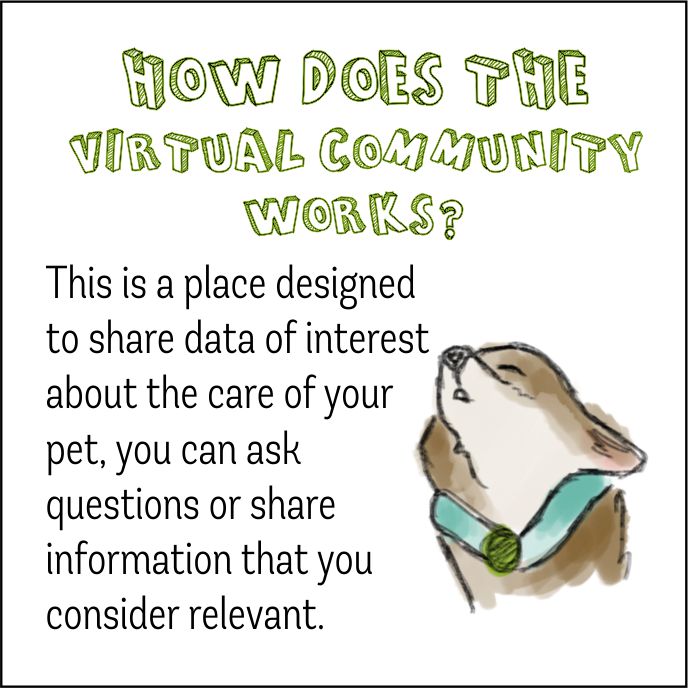 HOW DOES THE
VIRTUAL COMMUNITY
WORKS?
This is a place designed
to share data of interest
about the care of your
pet, you can ask
questions or share
information that you
consider relevant.